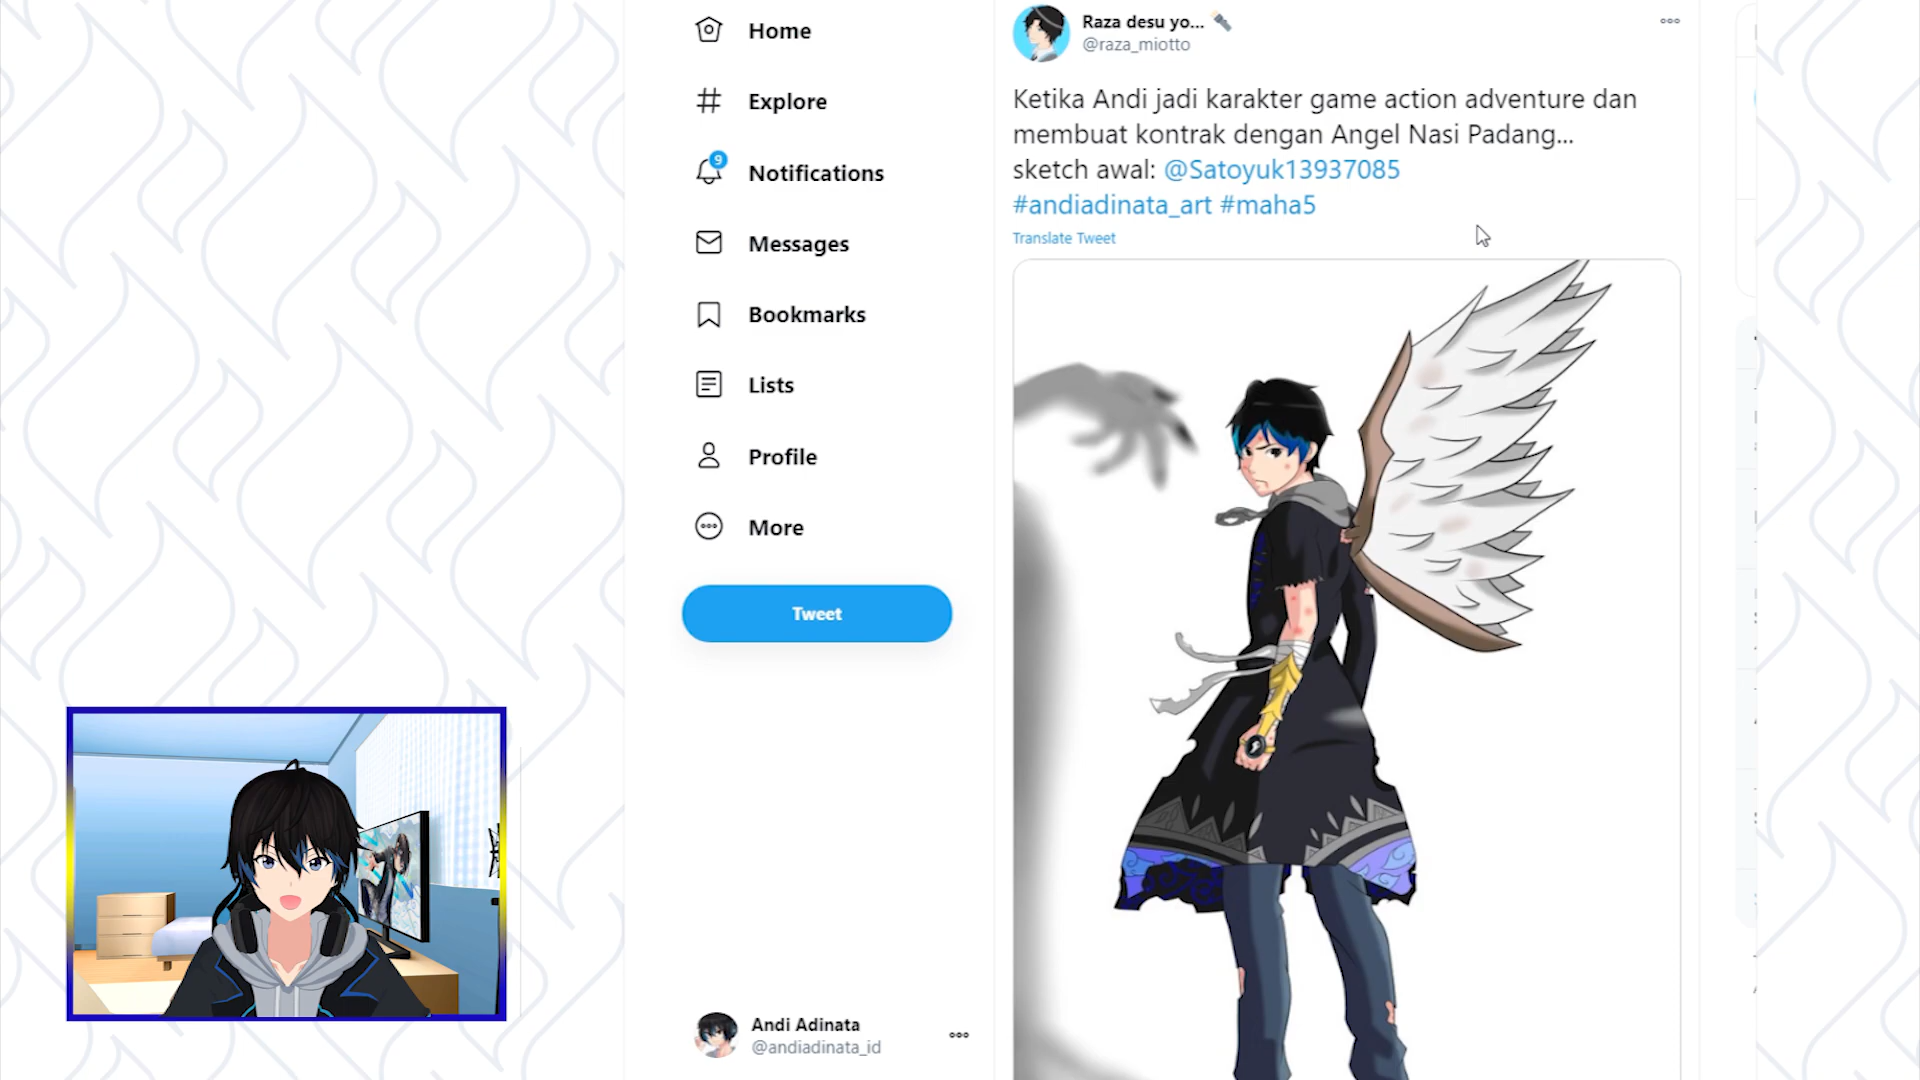 Home
Explore
9
Notifications
Messages
Bookmarks
Lists
Profile
More
Tweet
Andi Adinata
@andiadinata_id
Raza desu yo...
@raza_miotto
Ketika Andi jadi karakter game action adventure dan
membuat kontrak dengan Angel Nasi Padang...
sketch awal: @Satoyuk13937085
#andiadinata_art #maha5
Translate Tweet